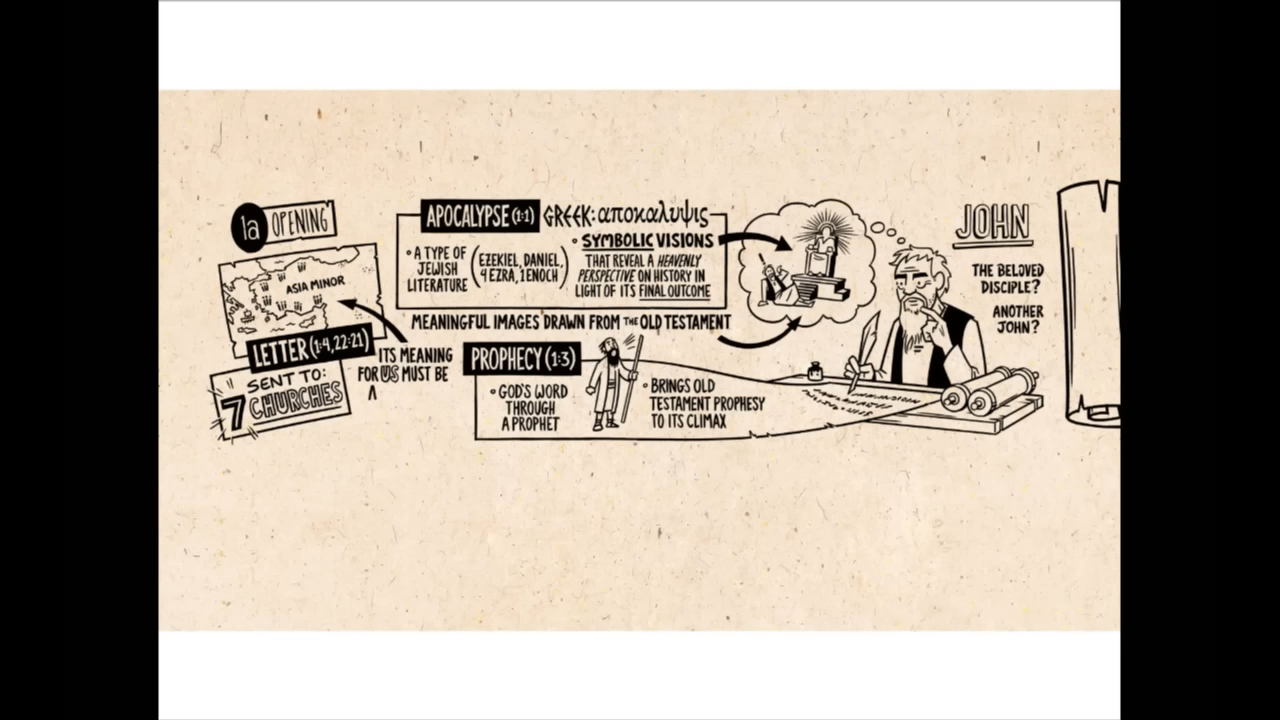 1a OPENING
ASIA MINOR
LETTER (1:4, 22:21)
SENT TO:
7 CHURCHES
ITS MEANING
FOR US MUST BE
APOCALYPSE (1:1) GREEK: αποκαλυψις
• A TYPE OF
JEWISH
LITERATURE
(EZEKIEL, DANIEL,
4 EZRA, 1 ENOCH)
• SYMBOLIC VISIONS
THAT REVEAL A HEAVENLY
PERSPECTIVE ON HISTORY IN
LIGHT OF ITS FINAL OUTCOME
MEANINGFUL IMAGES DRAWN FROM THE OLD TESTAMENT
PROPHECY (1:3)
• GOD'S WORD
THROUGH
A PROPHET
• BRINGS OLD
TESTAMENT PROPHESY
TO ITS CLIMAX
JOHN
THE BELOVED
DISCIPLE?
ANOTHER
JOHN?